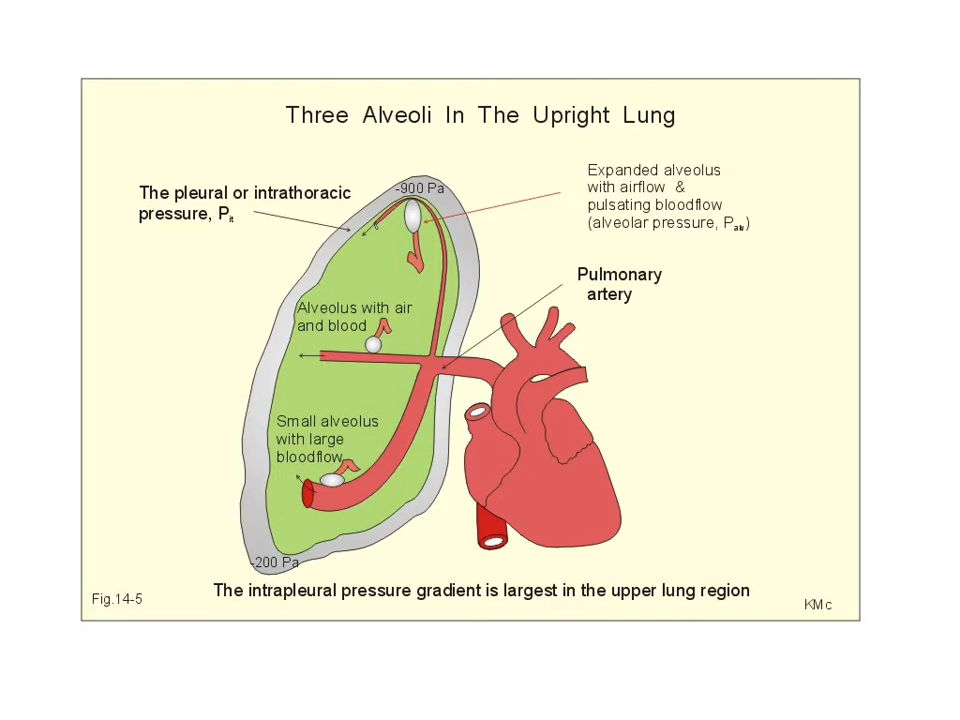 Three Alveoli In The Upright Lung
The pleural or intrathoracic
pressure, Pit
-900 Pa
Expanded alveolus
with airflow &
pulsating bloodflow
(alveolar pressure, Palv)
Pulmonary
artery
Alveolus with air
and blood
Small alveolus
with large
bloodflow
-200 Pa
The intrapleural pressure gradient is largest in the upper lung region
Fig.14-5
KMc